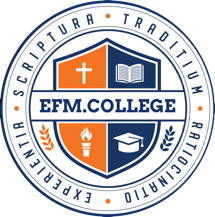 SCRIPTURA • TRADITIUM • RATIOCINATIO • EXPERIENTIA •
EFM.COLLEGE